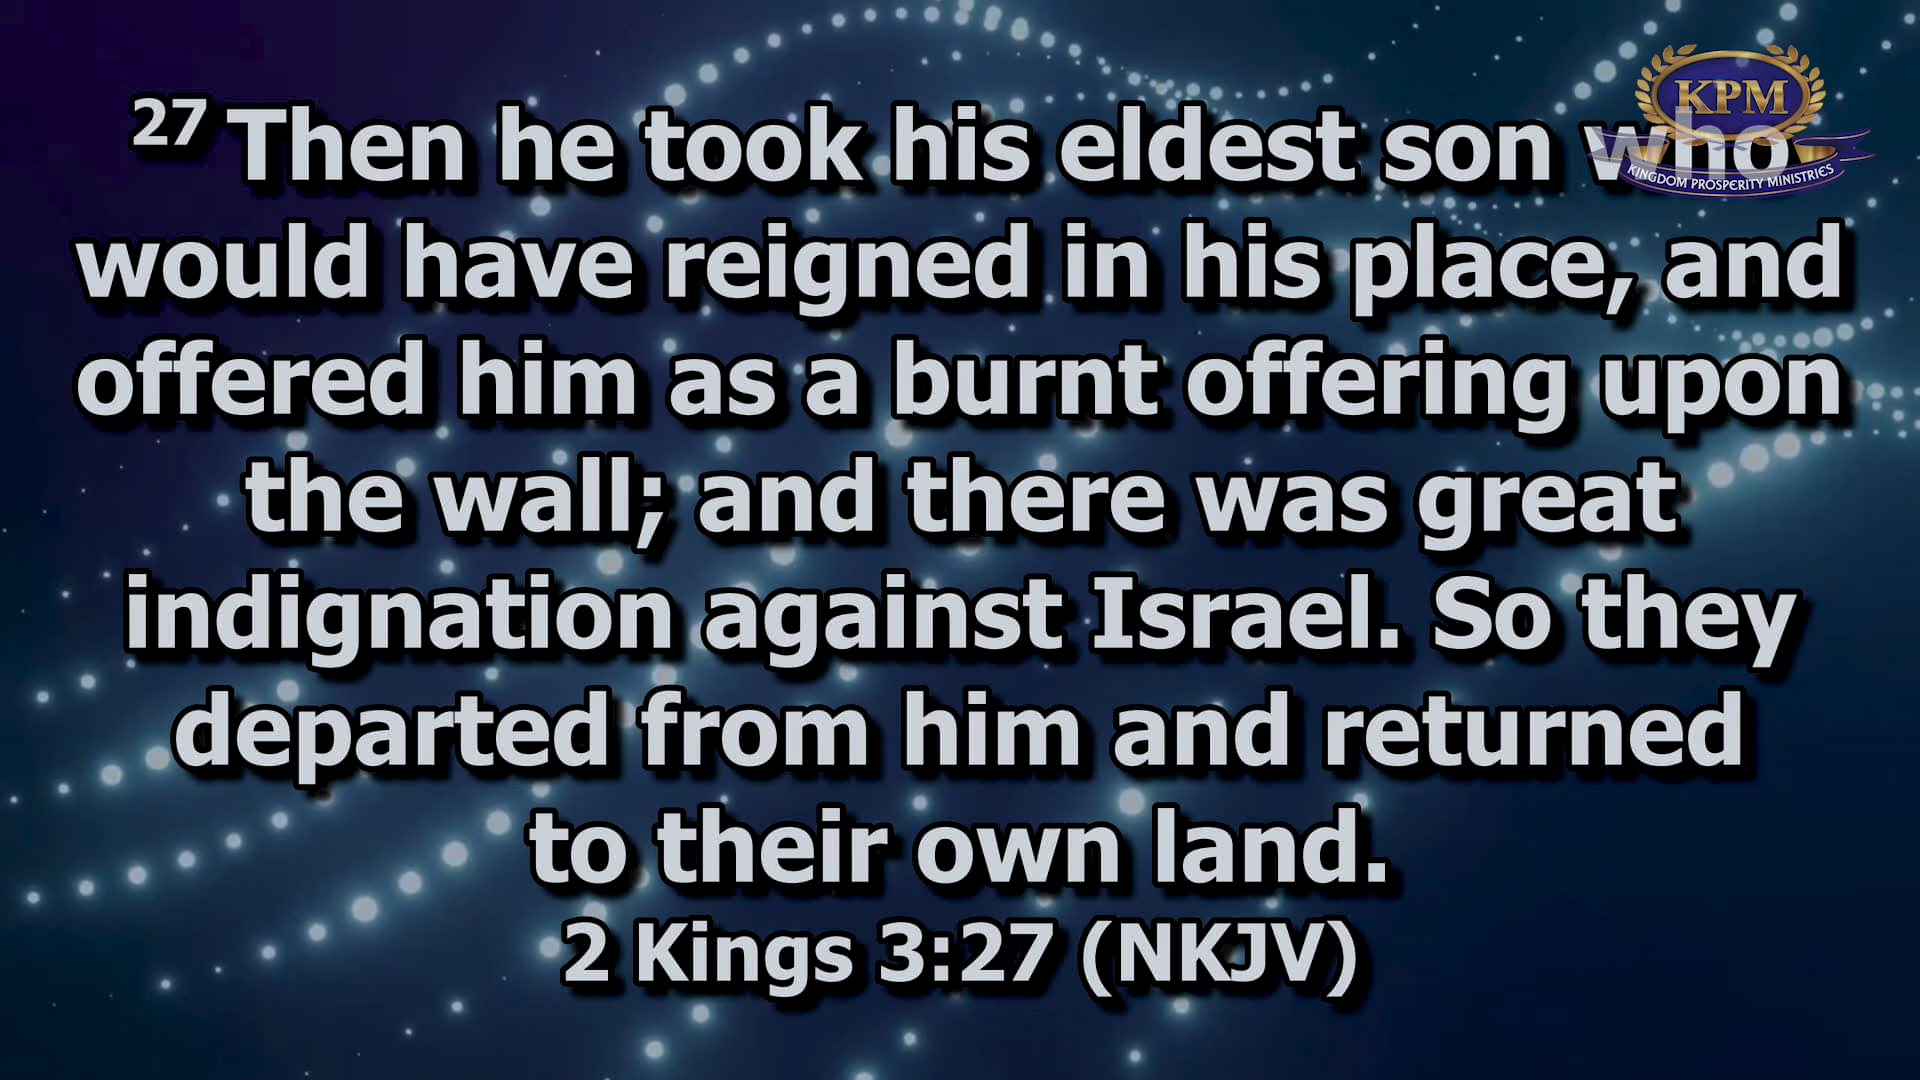 27 Then he took his eldest son who
would have reigned in his place, and
offered him as a burnt offering upon
the wall; and there was great
indignation against Israel. So they
departed from him and returned
to their own land.
2 Kings 3:27 (NKJV)
KPM
KINGDOM PROSPERITY MINISTRIES